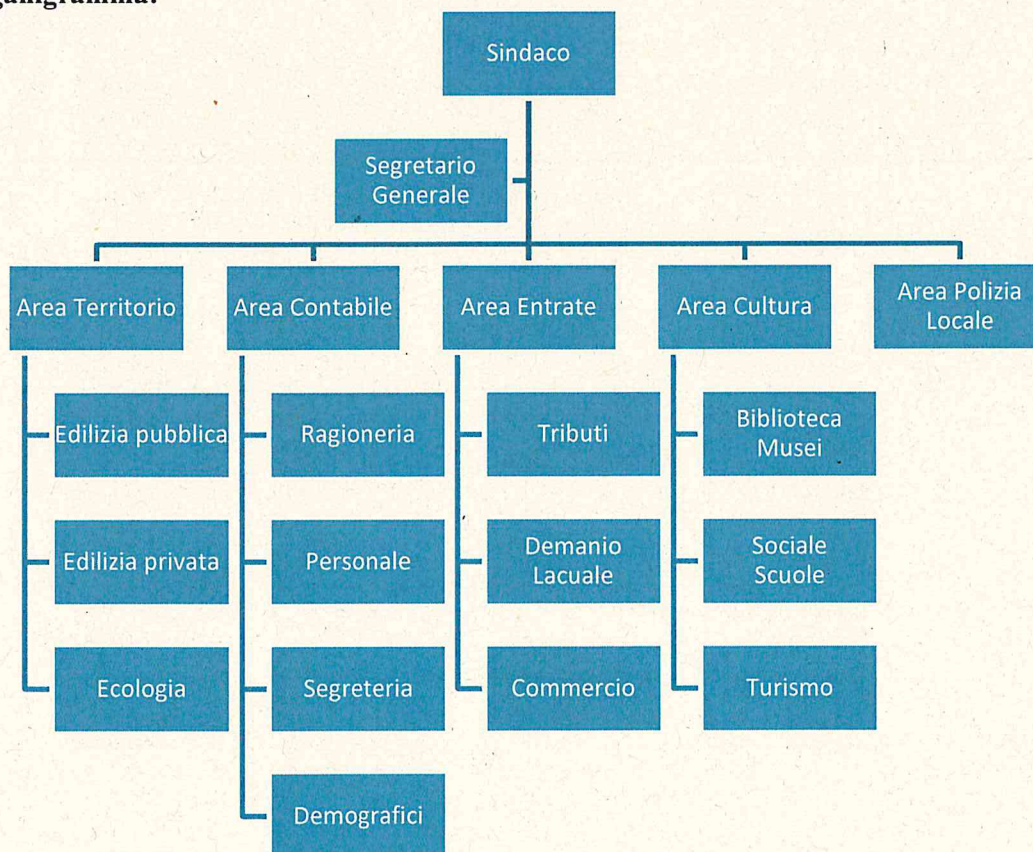 Sindaco
Segretario
Generale
Area Territorio
Area Contabile
Area Entrate
Area Cultura
Area Polizia
Locale
Edilizia pubblica
Ragioneria
Tributi
Biblioteca
Musei
Edilizia privata
Personale
Demanio
Lacuale
Sociale
Scuole
Ecologia
Segreteria
Commercio
Turismo
Demografici